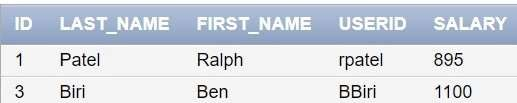 ID LAST_NAME FIRST_NAME USERID SALARY
1 Patel Ralph rpatel 895
3 Biri Ben BBiri 1100